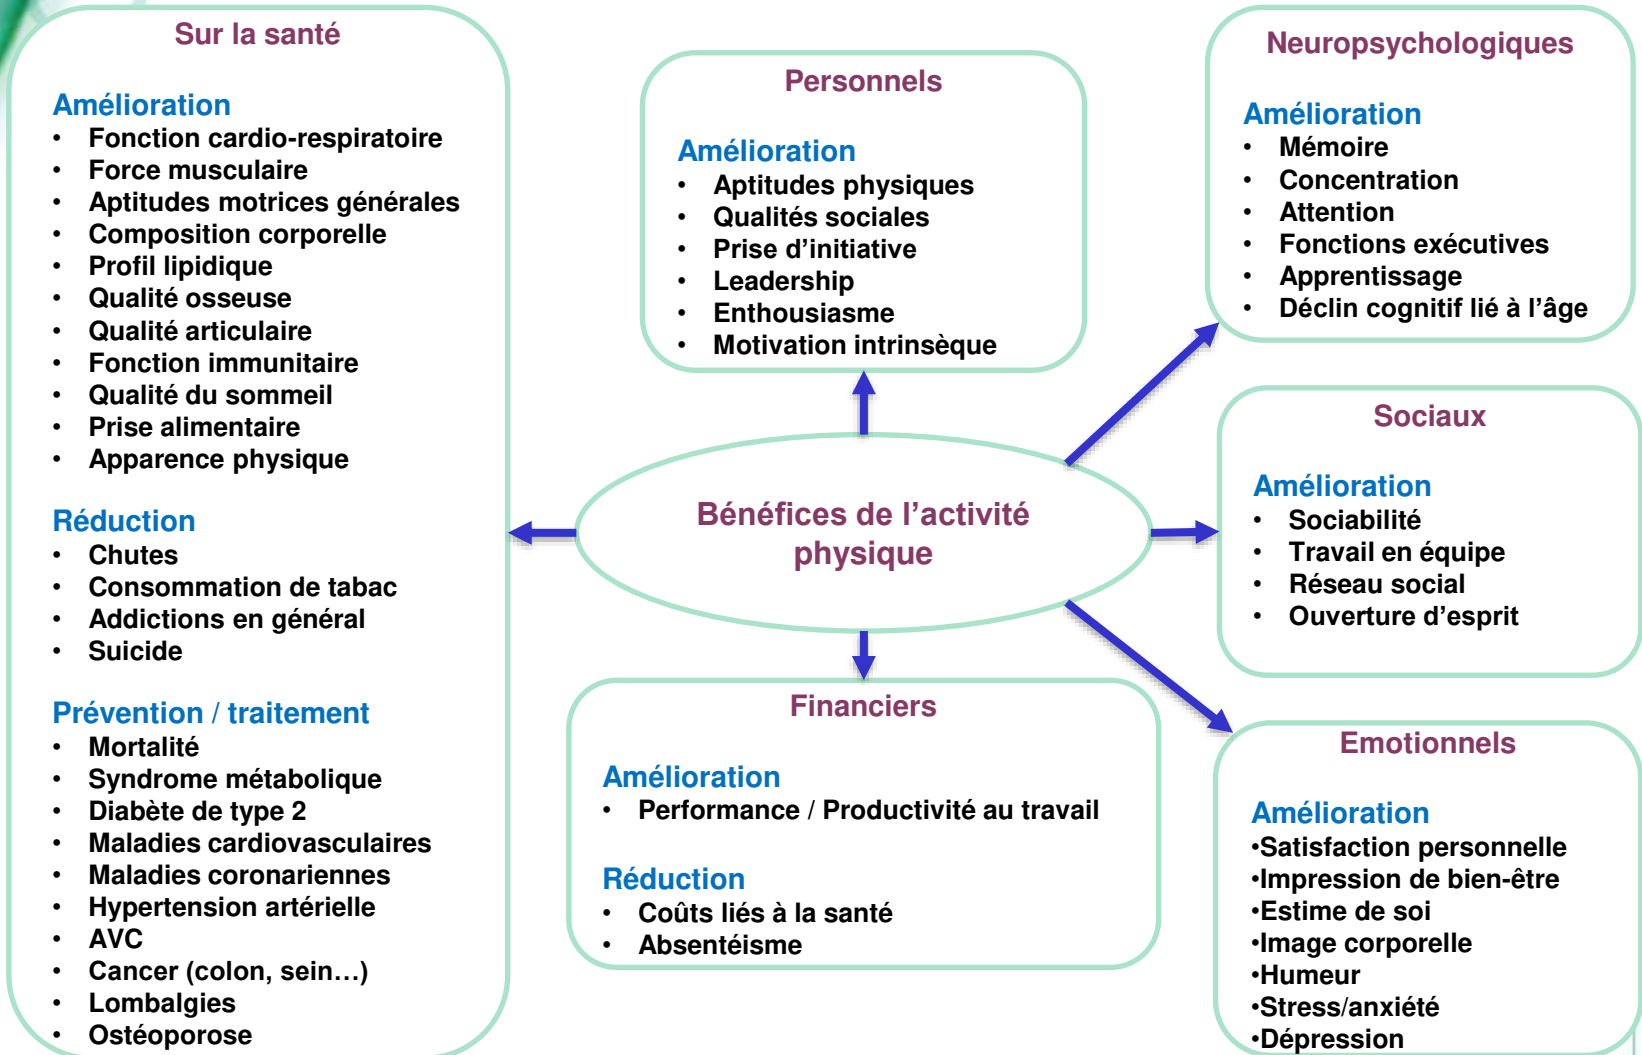 Sur la santé
Amélioration
• Fonction cardio-respiratoire
• Force musculaire
• Aptitudes motrices générales
• Composition corporelle
• Profil lipidique
• Qualité osseuse
• Qualité articulaire
• Fonction immunitaire
• Qualité du sommeil
• Prise alimentaire
• Apparence physique
Réduction
• Chutes
• Consommation de tabac
• Addictions en général
• Suicide
Prévention / traitement
• Mortalité
• Syndrome métabolique
• Diabète de type 2
• Maladies cardiovasculaires
• Maladies coronariennes
• Hypertension artérielle
• AVC
• Cancer (colon, sein…)
• Lombalgies
• Ostéoporose
Personnels
Amélioration
• Aptitudes physiques
• Qualités sociales
• Prise d’initiative
• Leadership
• Enthousiasme
• Motivation intrinsèque
Bénéfices de l’activité
physique
Financiers
Amélioration
• Performance / Productivité au travail
Réduction
• Coûts liés à la santé
• Absentéisme
Neuropsychologiques
Amélioration
• Mémoire
• Concentration
• Attention
• Fonctions exécutives
• Apprentissage
• Déclin cognitif lié à l’âge
Sociaux
Amélioration
• Sociabilité
• Travail en équipe
• Réseau social
• Ouverture d’esprit
Emotionnels
Amélioration
•Satisfaction personnelle
•Impression de bien-être
•Estime de soi
•Image corporelle
•Humeur
•Stress/anxiété
•Dépression